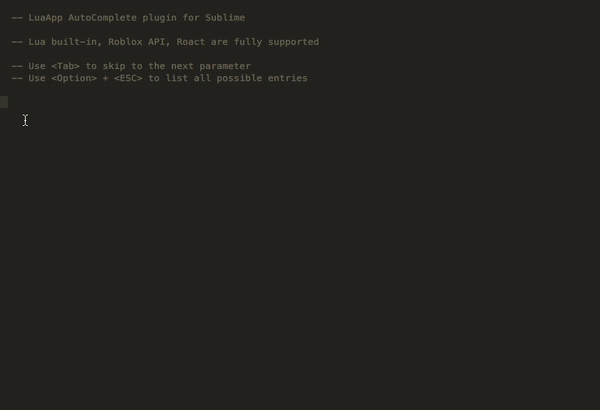 -- LuaApp AutoComplete plugin for Sublime
-- Lua built-in, Roblox API, Roact are fully supported
-- Use <Tab> to skip to the next parameter
-- Use <Option> + <ESC> to list all possible entries